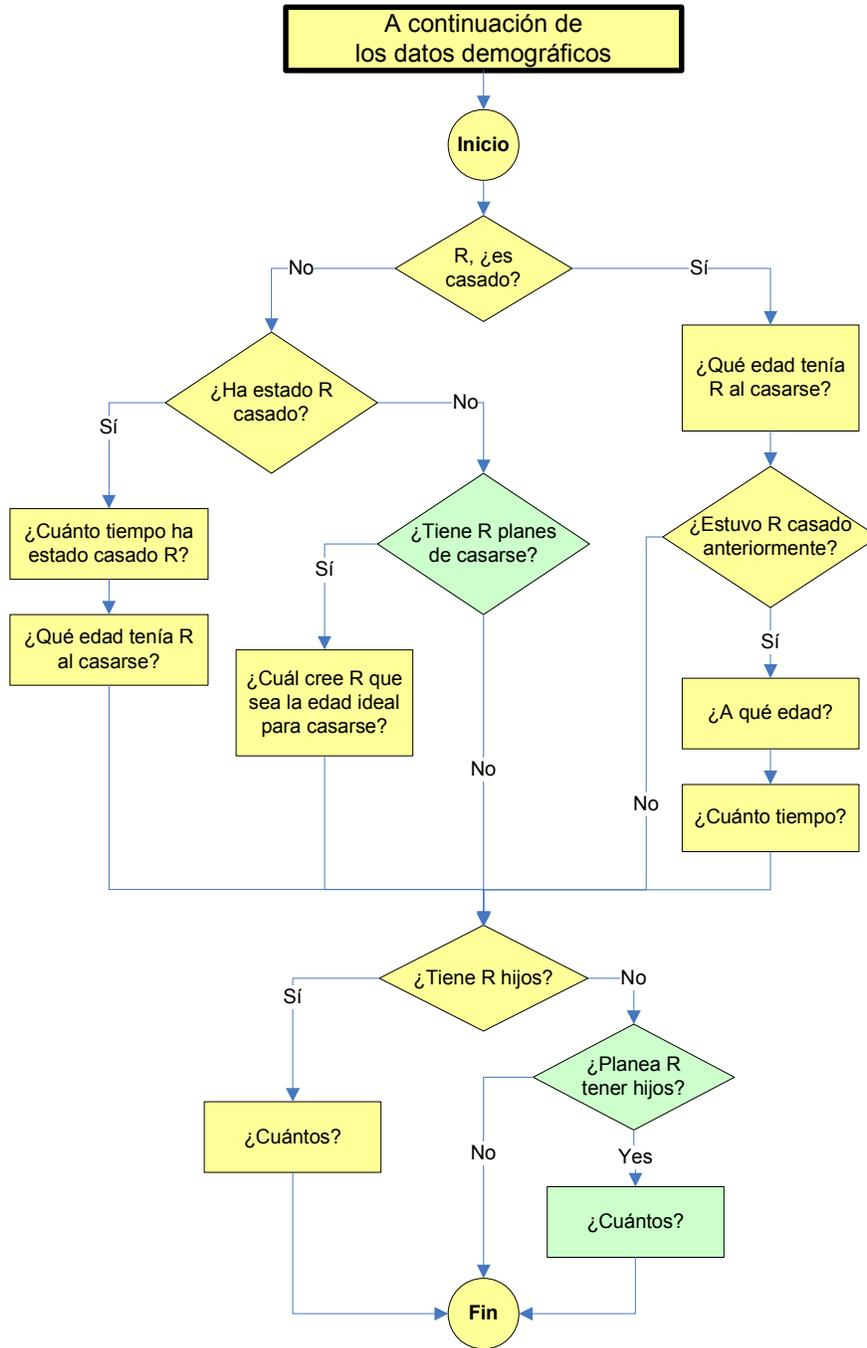 A continuación de
los datos demográficos
Inicio
R, ¿es
casado?
No
Sí
¿Ha estado R
casado?
¿Qué edad tenía
R al casarse?
Sí
No
¿Cuánto tiempo ha
estado casado R?
¿Tiene R planes
de casarse?
¿Estuvo R casado
anteriormente?
Sí
¿Qué edad tenía R
al casarse?
Sí
¿Cuál cree R que
sea la edad ideal
para casarse?
¿A qué edad?
No
No
¿Cuánto tiempo?
¿Tiene R hijos?
Sí
No
¿Planea R
tener hijos?
¿Cuántos?
No
Yes
¿Cuántos?
Fin